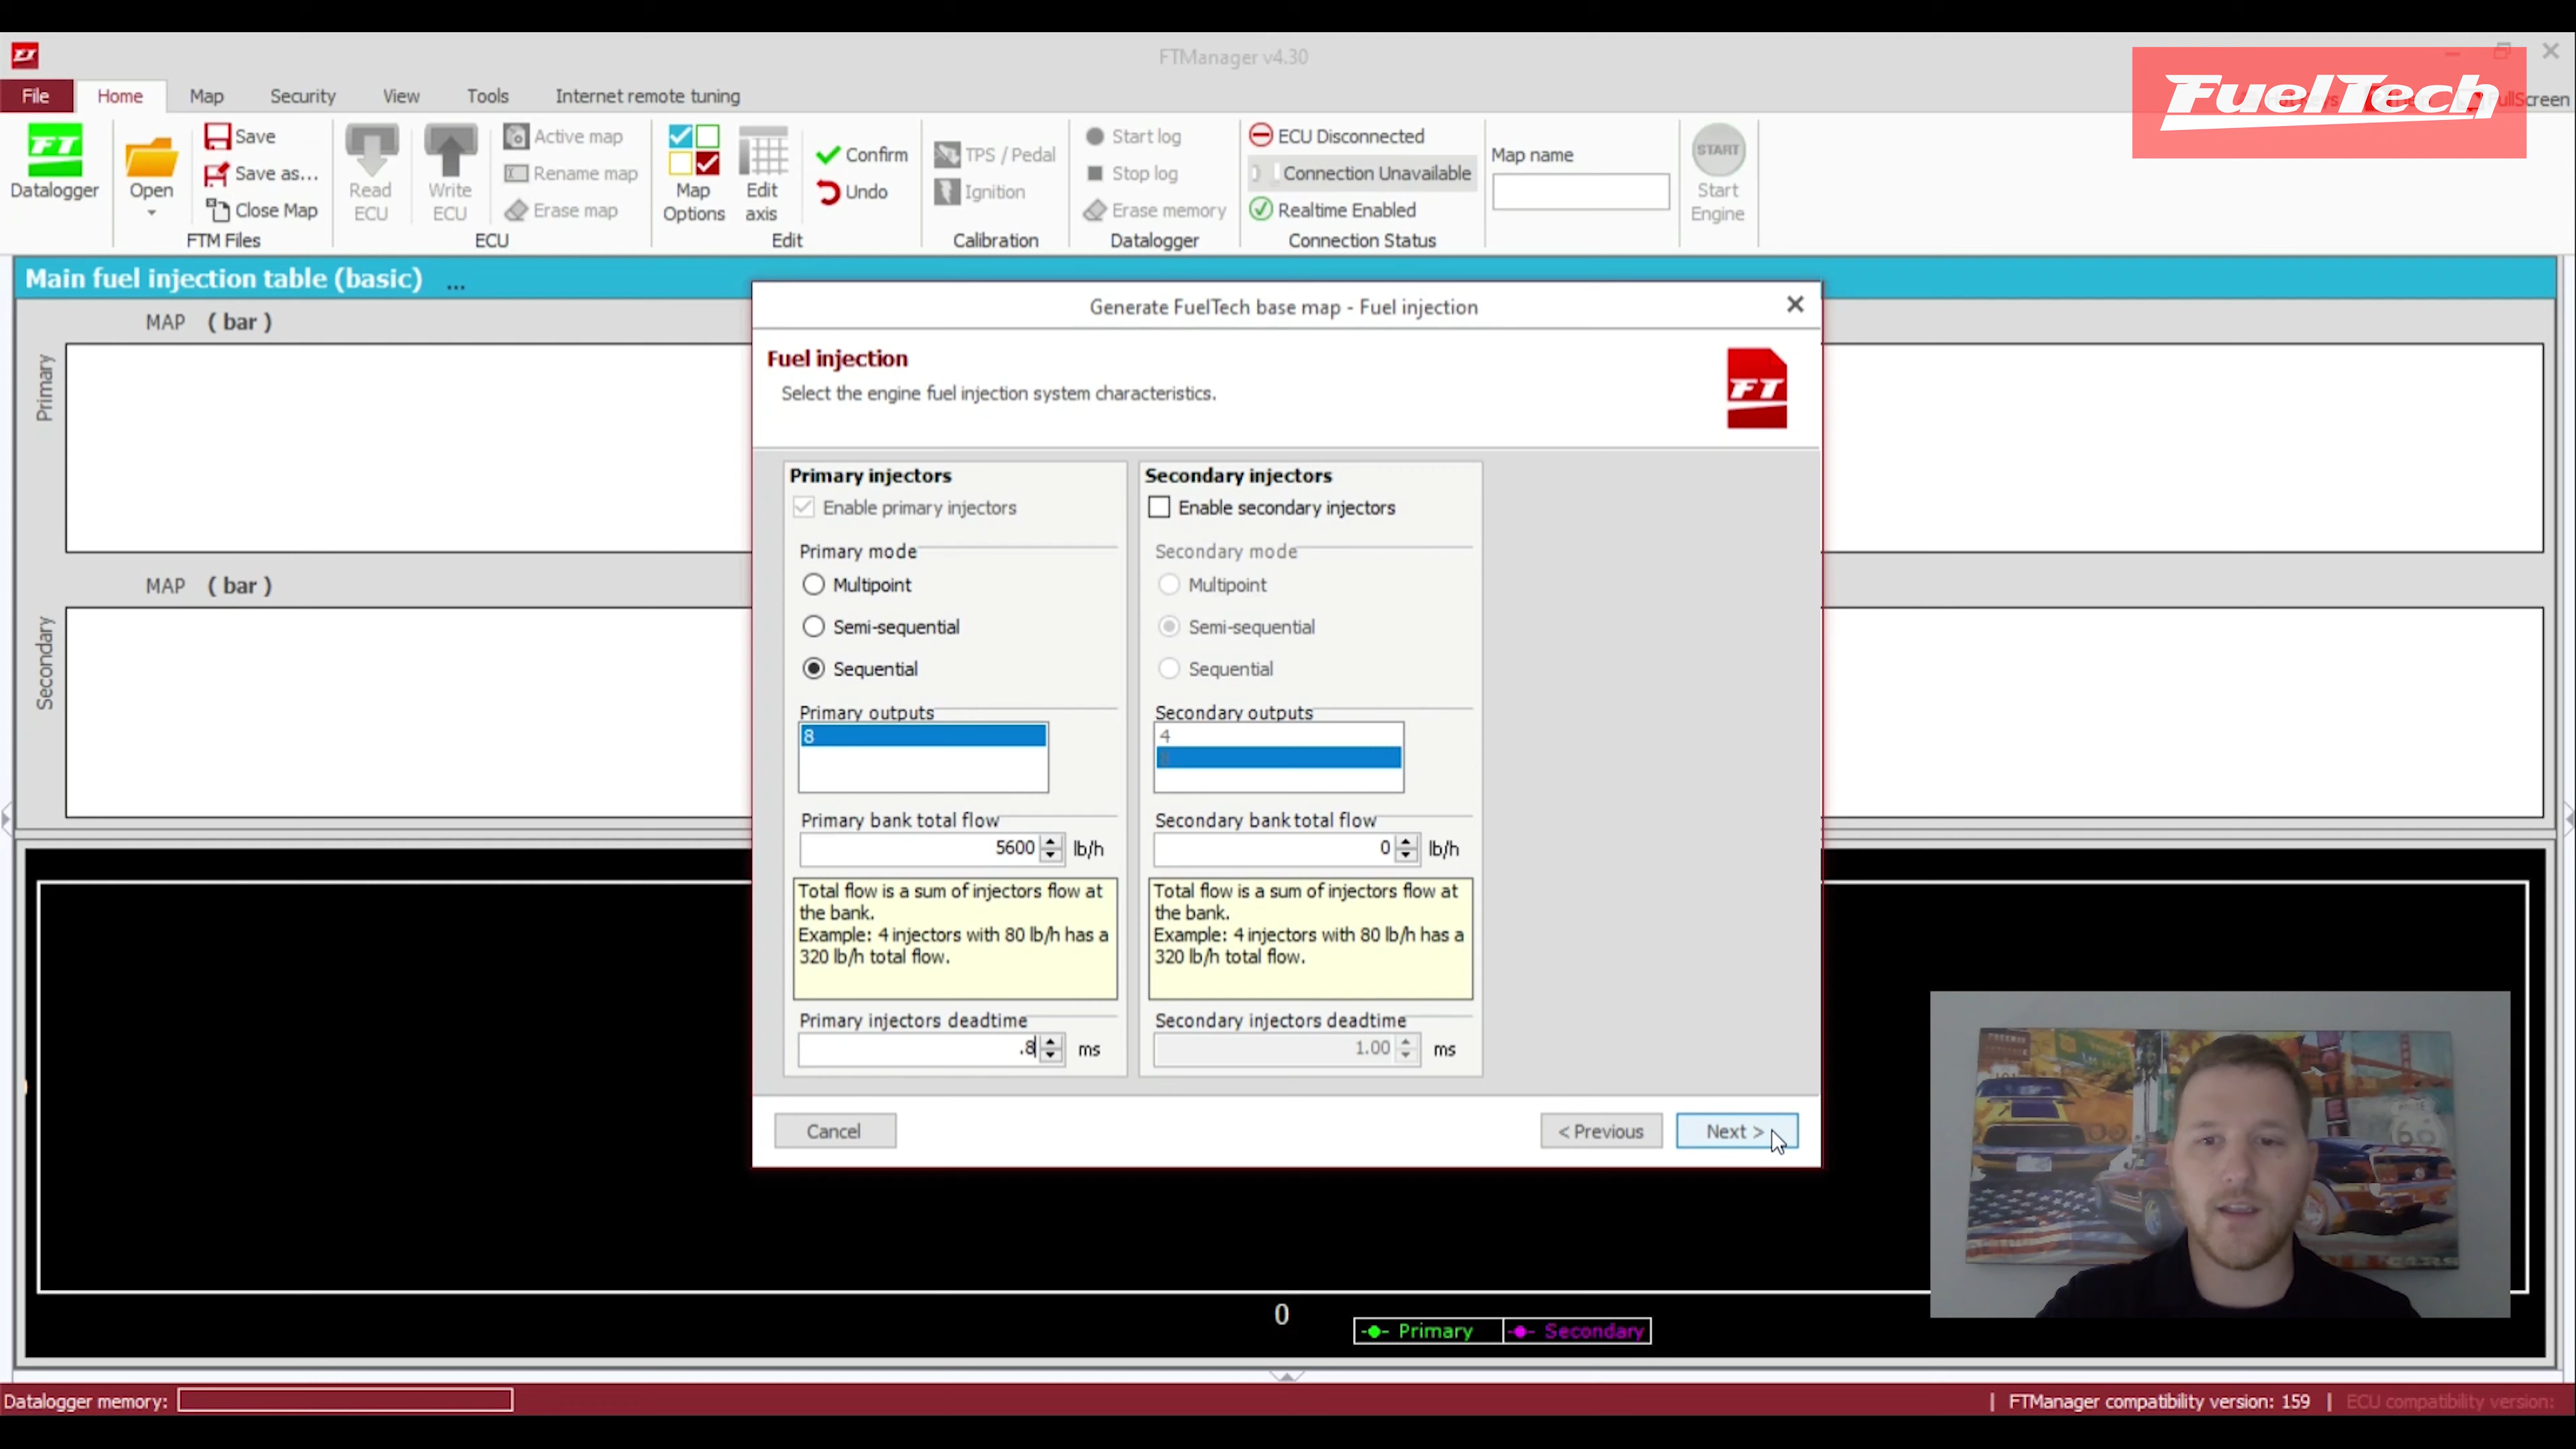 FTManager v4.30
FuelTech
File Home Map Security View Tools Internet remote tuning
Datalogger
Open
Save
Save as...
Close Map
FTM Files
Read ECU
Write ECU
Active map
Rename map
Erase map
ECU
Map Options
Edit axis
Confirm
Undo
Edit
TPS / Pedal
Ignition
Calibration
Start log
Stop log
Erase memory
Datalogger
ECU Disconnected
Connection Unavailable
Realtime Enabled
Connection Status
Map name
START
Start Engine
Main fuel injection table (basic) ...
MAP ( bar )
Primary
MAP ( bar )
Secondary
Generate FuelTech base map - Fuel injection
Fuel injection
Select the engine fuel injection system characteristics.
FT
Primary injectors
Enable primary injectors
Primary mode
Multipoint
Semi-sequential
Sequential
Primary outputs
8
Primary bank total flow
5600 lb/h
Total flow is a sum of injectors flow at
the bank.
Example: 4 injectors with 80 lb/h has a
320 lb/h total flow.
Primary injectors deadtime
.8 ms
Secondary injectors
Enable secondary injectors
Secondary mode
Multipoint
Semi-sequential
Sequential
Secondary outputs
4
Secondary bank total flow
0 lb/h
Total flow is a sum of injectors flow at
the bank.
Example: 4 injectors with 80 lb/h has a
320 lb/h total flow.
Secondary injectors deadtime
1.00 ms
Cancel
< Previous
Next >
0
Primary Secondary
Datalogger memory:
| FTManager compatibility version: 159 | ECU compatibility version: